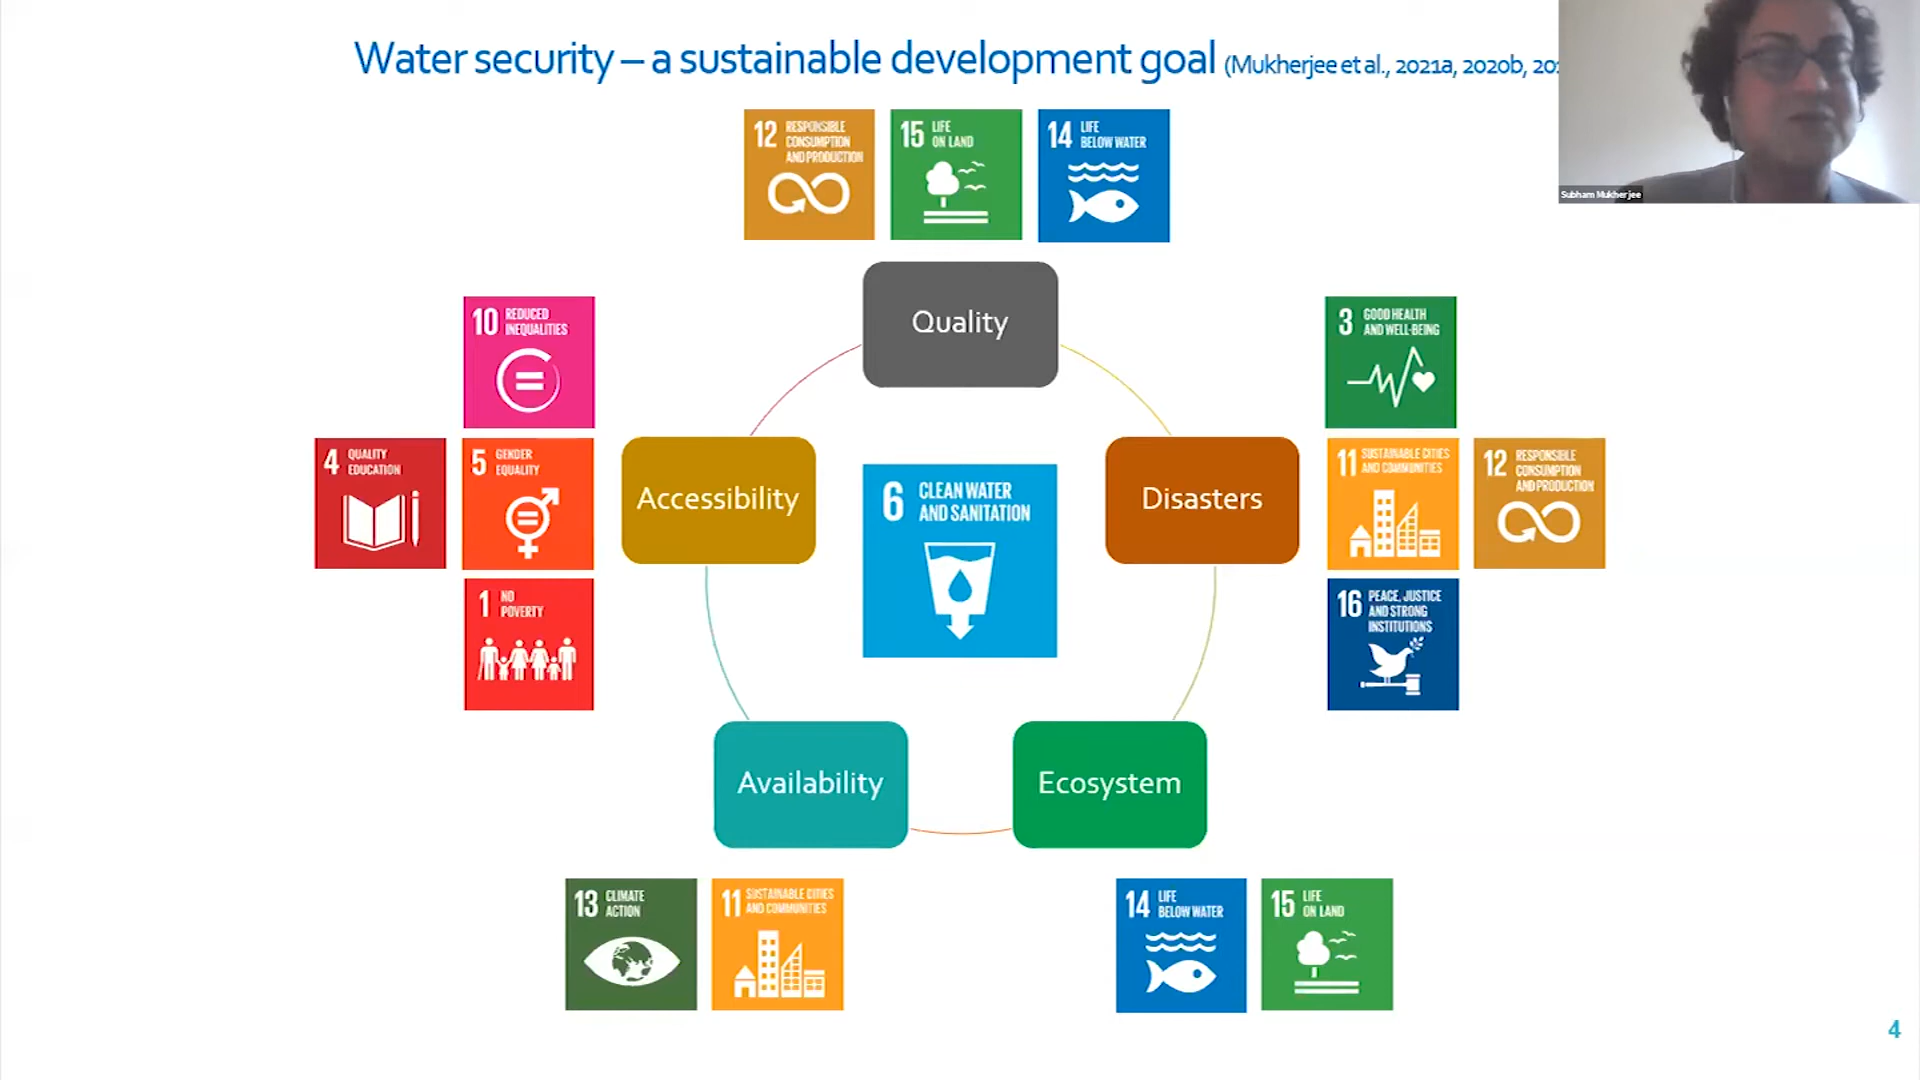 Water security – a sustainable development goal (Mukherjee et al., 2021a, 2020b, 20
Subham Mukherjee
12 RESPONSIBLE
CONSUMPTION
AND PRODUCTION
15 LIFE
ON LAND
14 LIFE
BELOW WATER
Quality
10 REDUCED
INEQUALITIES
3 GOOD HEALTH
AND WELL-BEING
4 QUALITY
EDUCATION
5 GENDER
EQUALITY
Accessibility
6 CLEAN WATER
AND SANITATION
Disasters
11 SUSTAINABLE CITIES
AND COMMUNITIES
12 RESPONSIBLE
CONSUMPTION
AND PRODUCTION
1 NO
POVERTY
16 PEACE, JUSTICE
AND STRONG
INSTITUTIONS
Availability
Ecosystem
13 CLIMATE
ACTION
11 SUSTAINABLE CITIES
AND COMMUNITIES
14 LIFE
BELOW WATER
15 LIFE
ON LAND
4